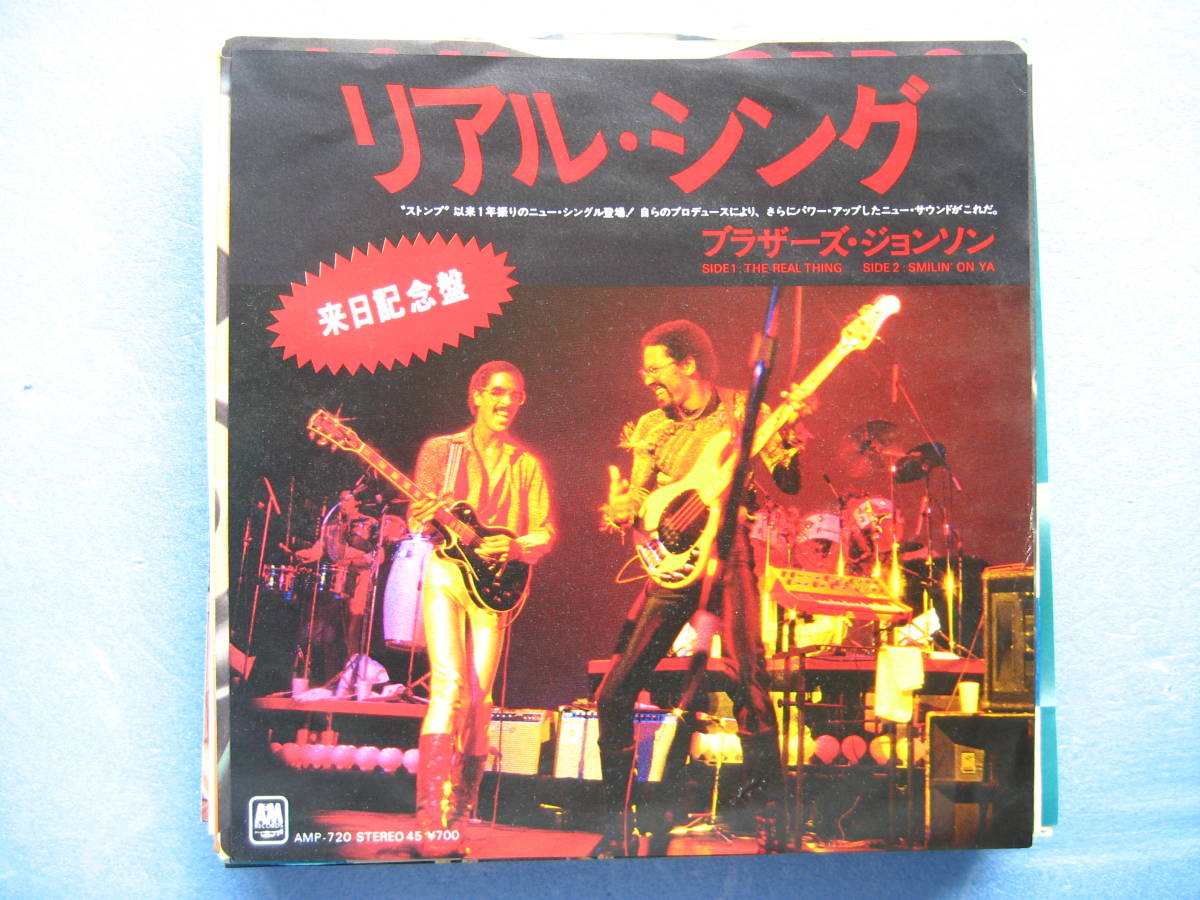 リアル・シング
“ストンプ”以来1年振りのニュー・シングル登場! 自らのプロデュースにより、さらにパワー・アップしたニュー・サウンドがこれだ。
ブラザーズ・ジョンソン
SIDE 1 : THE REAL THING SIDE 2 : SMILIN' ON YA
来日記念盤
A&M
RECORDS
AMP-720 STEREO 45 ¥700